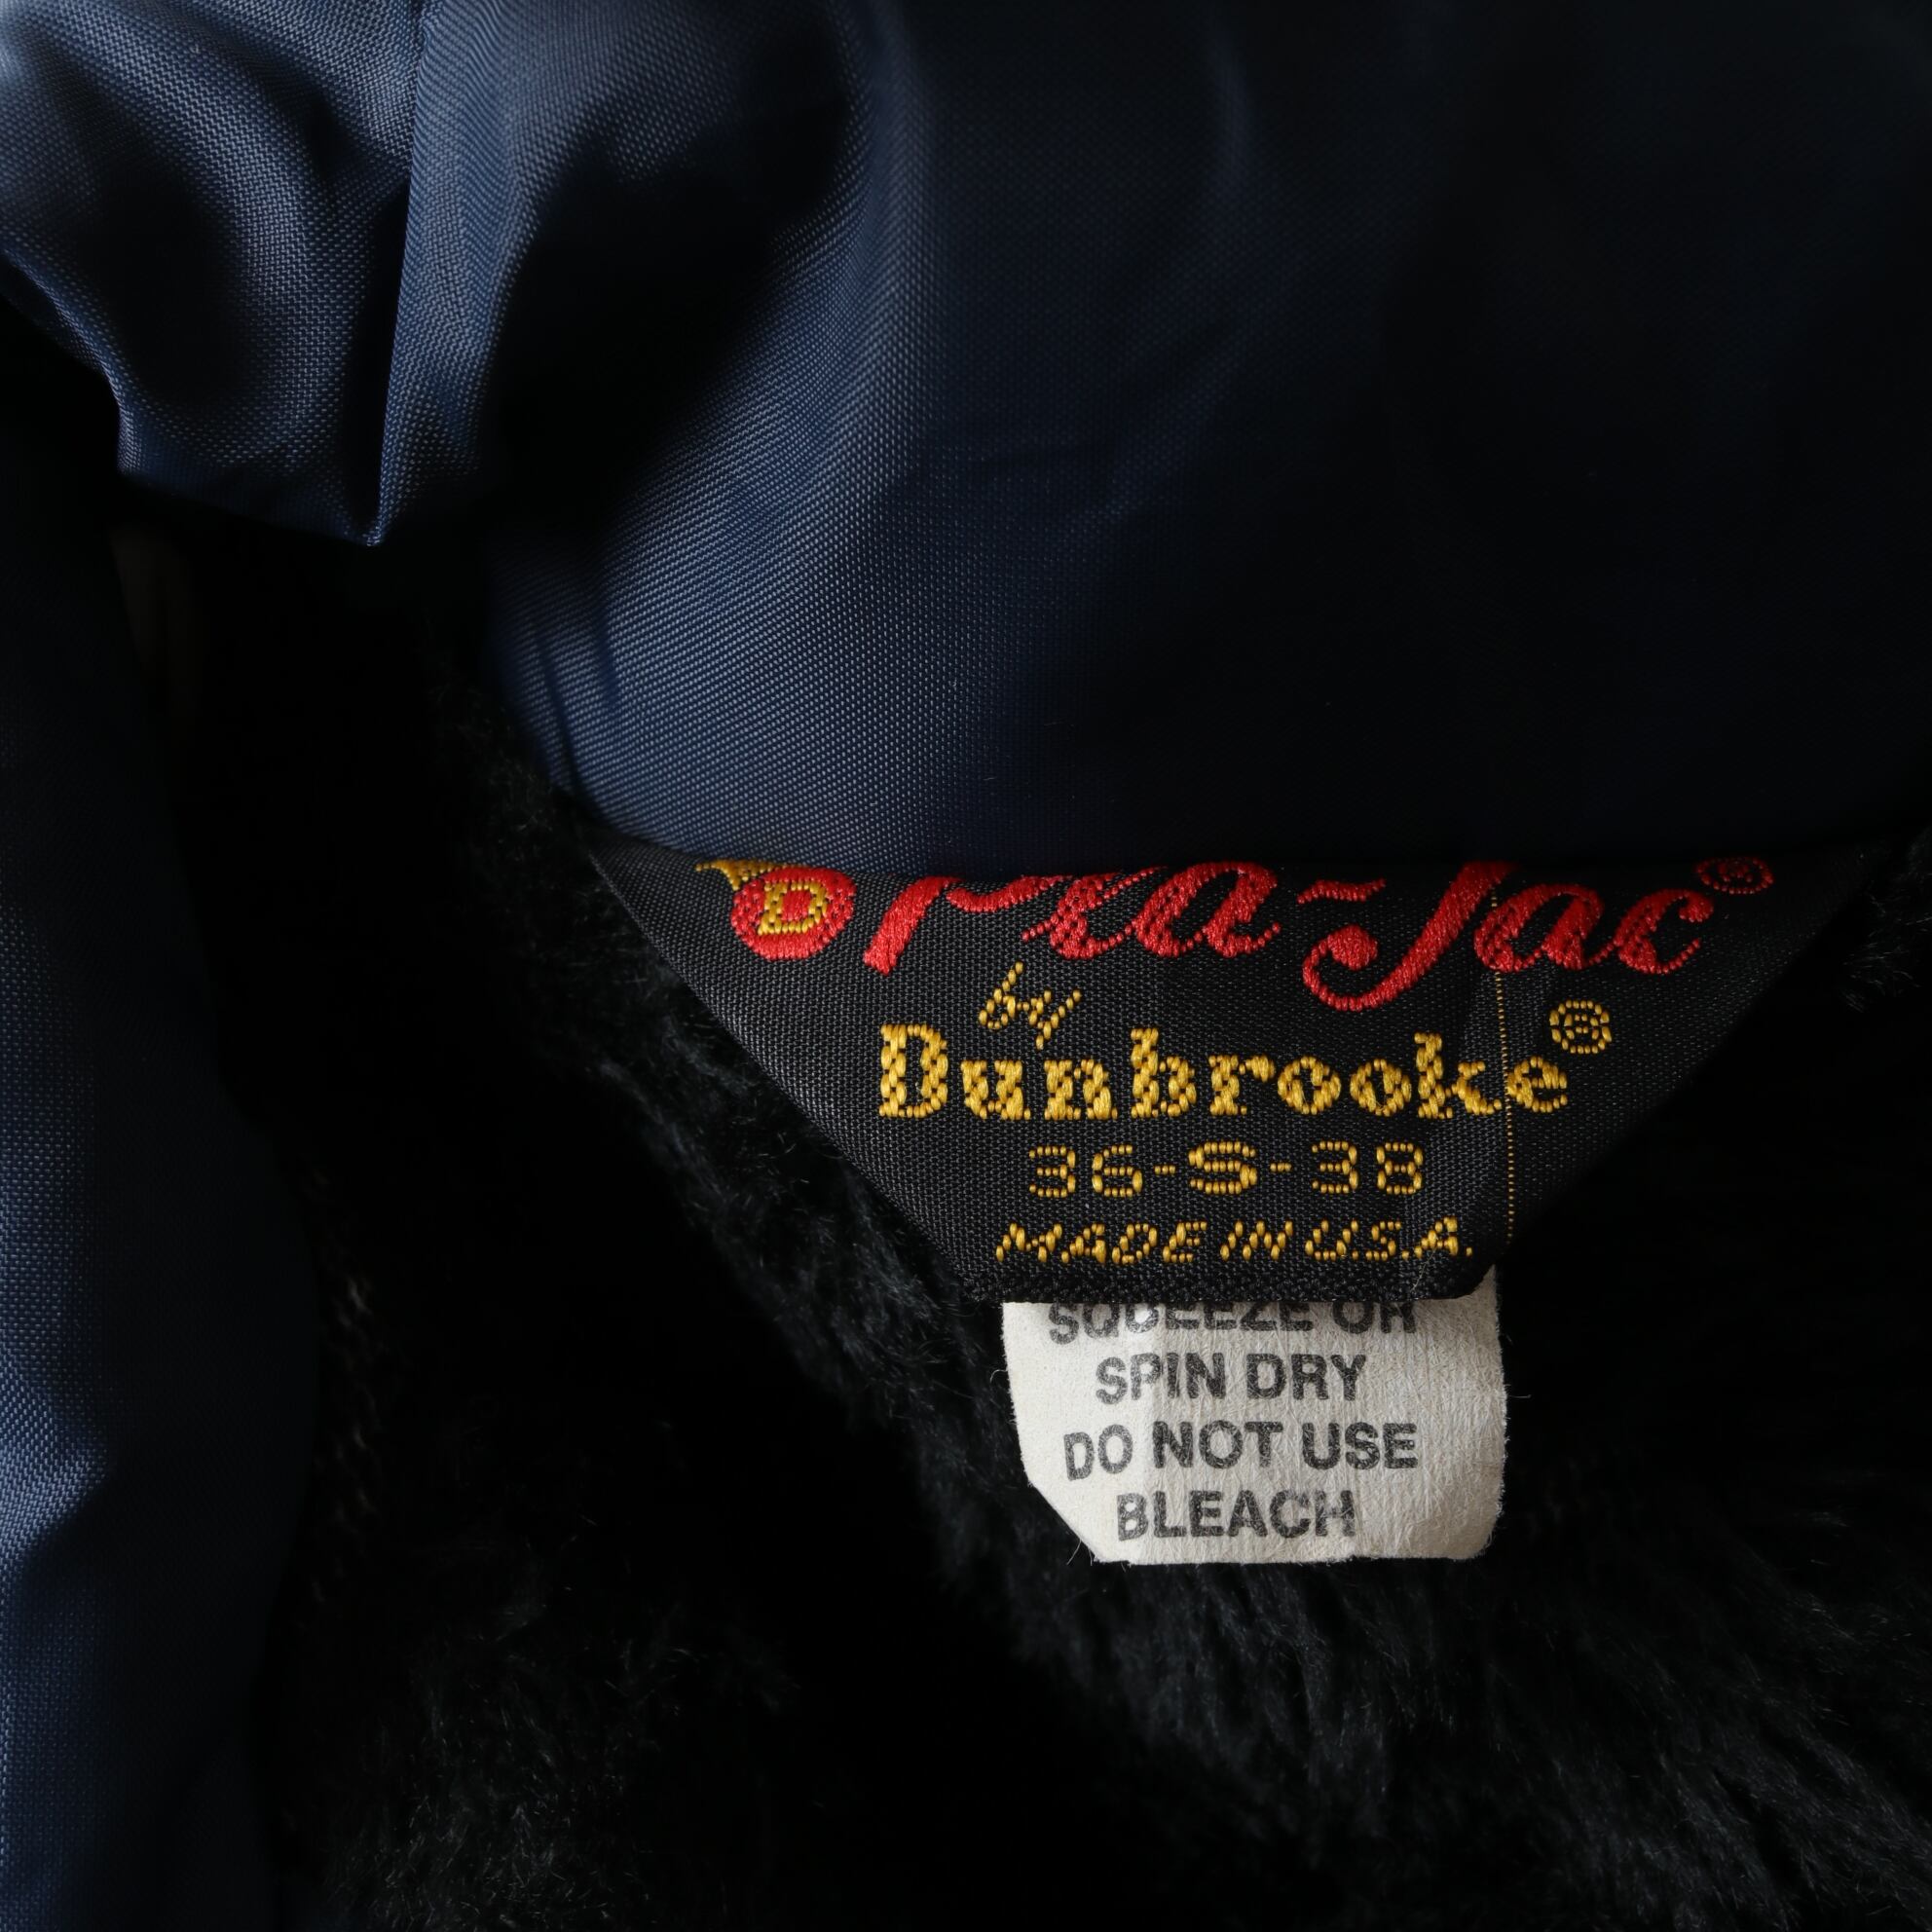 Pla-Jac®
by
Dunbrooke®
36-S-38
MADE IN U.S.A.
SQUEEZE OR
SPIN DRY
DO NOT USE
BLEACH